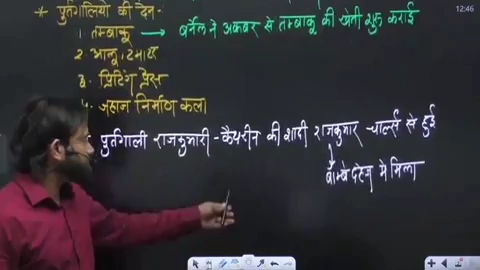 12:46
* पुर्तगालियो की देन:-
1. तम्बाकू → वर्नेल ने अकबर से तम्बाकू की खेती शुरू कराई
2. आलू, टमाटर
3. प्रिटिंग प्रेस
4. जहाज निर्माण कला
पुर्तगाली राजकुमारी - कैथरीन की शादी राजकुमार - चार्ल्स से हुई
बॉम्बे दहेज मे मिला